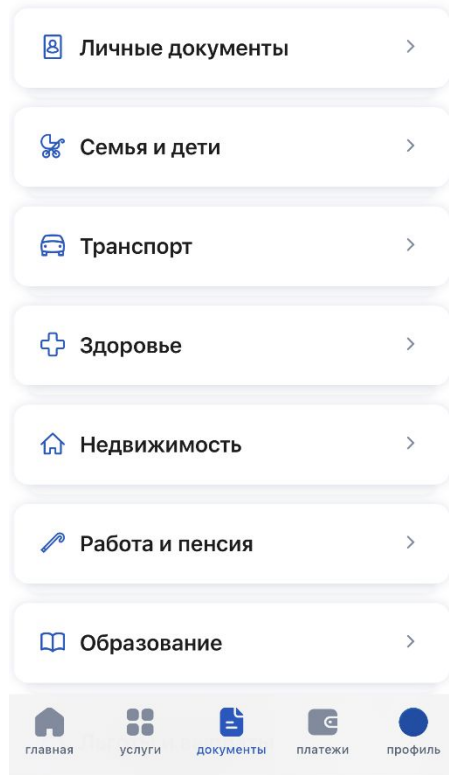 Личные документы
Семья и дети
Транспорт
Здоровье
Недвижимость
Работа и пенсия
Образование
главная услуги документы платежи профиль